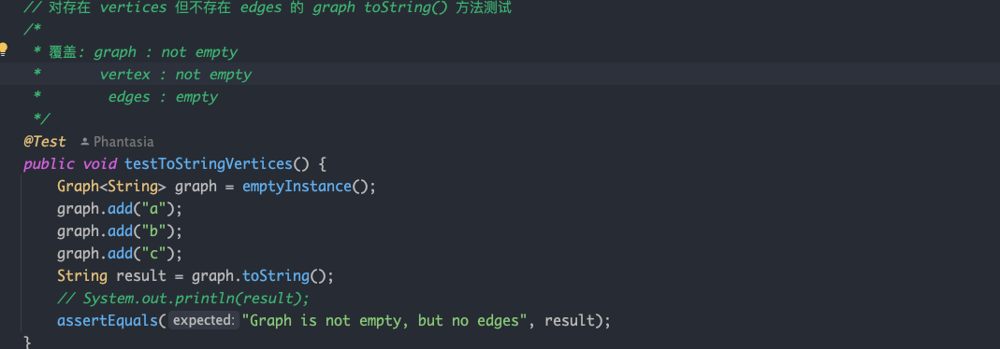 // 对存在 vertices 但不存在 edges 的 graph toString() 方法测试
/*
 * 覆盖: graph : not empty
 *       vertex : not empty
 *        edges : empty
 */
@Test  Phantasia
public void testToStringVertices() {
    Graph<String> graph = emptyInstance();
    graph.add("a");
    graph.add("b");
    graph.add("c");
    String result = graph.toString();
    // System.out.println(result);
    assertEquals( expected: "Graph is not empty, but no edges", result);
}